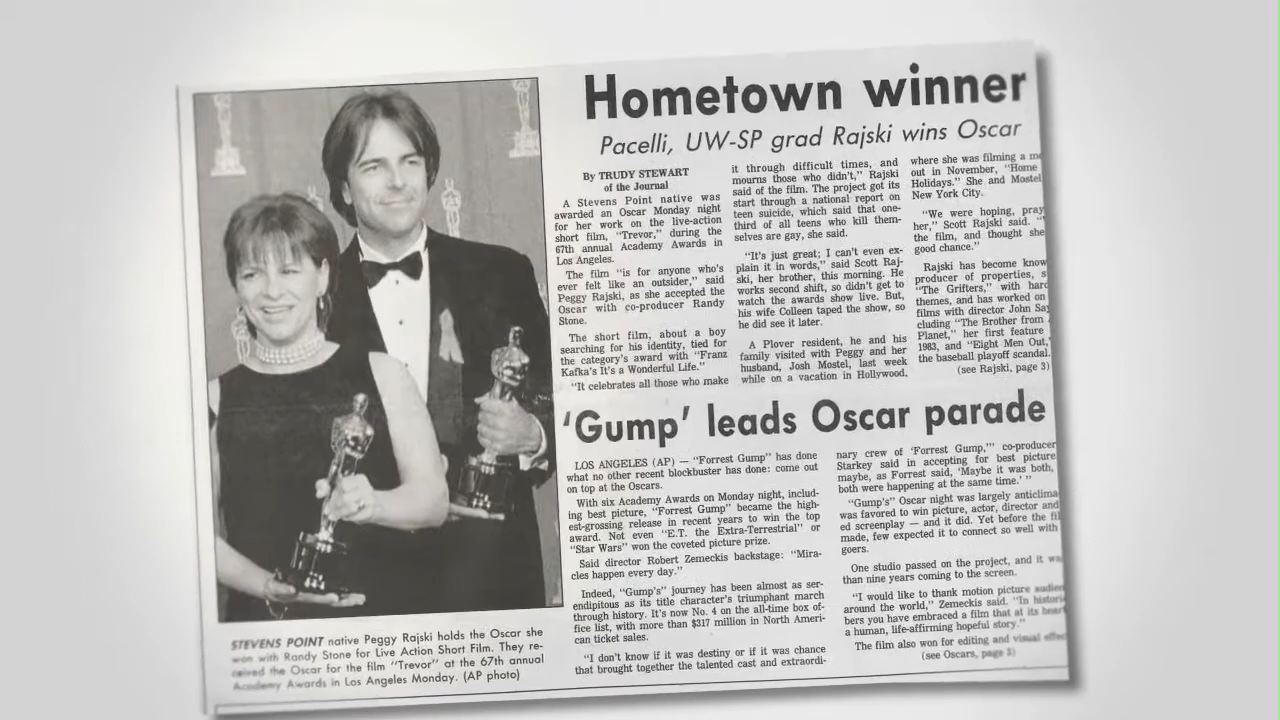 Hometown winner
Pacelli, UW-SP grad Rajski wins Oscar
By TRUDY STEWART
of the Journal
A Stevens Point native was
awarded an Oscar Monday night
for her work on the live-action
short film, "Trevor," during the
67th annual Academy Awards in
Los Angeles.
The film "is for anyone who's
ever felt like an outsider," said
Peggy Rajski, as she accepted the
Oscar with co-producer Randy
Stone.
The short film, about a boy
searching for his identity, tied for
the category's award with "Franz
Kafka's It's a Wonderful Life."
"It celebrates all those who make
it through difficult times, and
mourns those who didn't," Rajski
said of the film. The project got its
start through a national report on
teen suicide, which said that one-
third of all teens who kill them-
selves are gay, she said.
"It's just great; I can't even ex-
plain it in words," said Scott Raj-
ski, her brother, this morning. He
works second shift, so didn't get to
watch the awards show live. But,
his wife Colleen taped the show, so
he did see it later.
A Plover resident, he and his
family visited with Peggy and her
husband, Josh Mostel, last week
while on a vacation in Hollywood,
where she was filming a
out in November, "Home
Holidays." She and Mostel
New York City.
"We were hoping, pray
her," Scott Rajski said.
the film, and thought she
good chance."
Rajski has become know
producer of properties, s
"The Grifters," with hard
themes, and has worked on
films with director John Say
cluding "The Brother from
Planet," her first feature
1983, and "Eight Men Out,"
the baseball playoff scandal.
(see Rajski, page 3)
'Gump' leads Oscar parade
LOS ANGELES (AP) — "Forrest Gump" has done
what no other recent blockbuster has done: come out
on top at the Oscars.
With six Academy Awards on Monday night, includ-
ing best picture, "Forrest Gump" became the high-
est-grossing release in recent years to win the top
award. Not even "E.T. the Extra-Terrestrial" or
"Star Wars" won the coveted picture prize.
Said director Robert Zemeckis backstage: "Mira-
cles happen every day."
Indeed, "Gump's" journey has been almost as ser-
endipitous as its title character's triumphant march
through history. It's now No. 4 on the all-time box of-
fice list, with more than $317 million in North Ameri-
can ticket sales.
"I don't know if it was destiny or if it was chance
that brought together the talented cast and extraordi-
nary crew of 'Forrest Gump,'" co-producer
Starkey said in accepting for best picture
maybe, as Forrest said, 'Maybe it was both,
both were happening at the same time.' "
"Gump's" Oscar night was largely anticlima
was favored to win picture, actor, director and
ed screenplay — and it did. Yet before the fil
made, few expected it to connect so well with
goers.
One studio passed on the project, and it was
than nine years coming to the screen.
"I would like to thank motion picture audien
around the world," Zemeckis said. "In historic
bers you have embraced a film that at its heart
a human, life-affirming hopeful story."
The film also won for editing and visual effec
(see Oscars, page 3)
STEVENS POINT native Peggy Rajski holds the Oscar she
won with Randy Stone for Live Action Short Film. They re-
ceived the Oscar for the film "Trevor" at the 67th annual
Academy Awards in Los Angeles Monday. (AP photo)